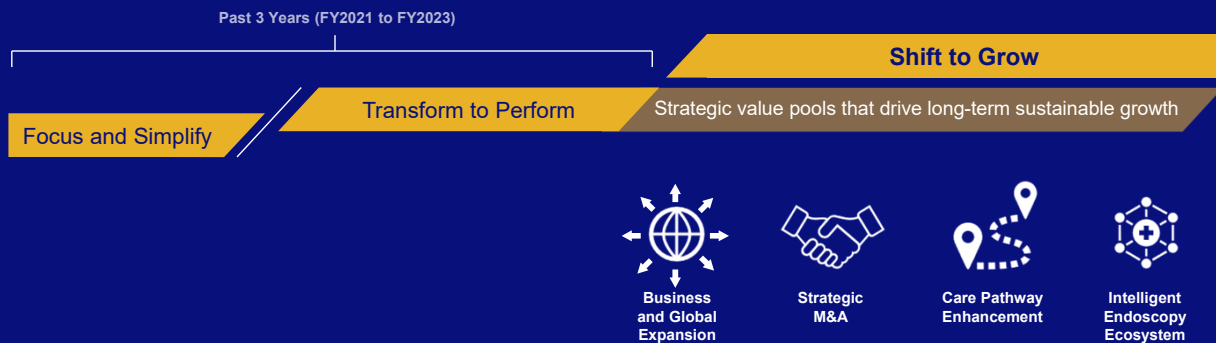 Past 3 Years (FY2021 to FY2023)
Shift to Grow
Focus and Simplify
Transform to Perform
Strategic value pools that drive long-term sustainable growth
Business
and Global
Expansion
Strategic
M&A
Care Pathway
Enhancement
Intelligent
Endoscopy
Ecosystem